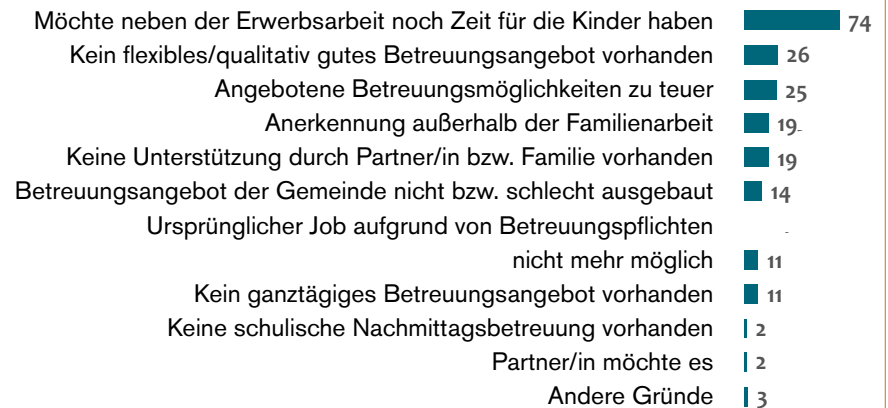 Möchte neben der Erwerbsarbeit noch Zeit für die Kinder haben 74
Kein flexibles/qualitativ gutes Betreuungsangebot vorhanden 26
Angebotene Betreuungsmöglichkeiten zu teuer 25
Anerkennung außerhalb der Familienarbeit 19
Keine Unterstützung durch Partner/in bzw. Familie vorhanden 19
Betreuungsangebot der Gemeinde nicht bzw. schlecht ausgebaut 14
Ursprünglicher Job aufgrund von Betreuungspflichten
nicht mehr möglich 11
Kein ganztägiges Betreuungsangebot vorhanden 11
Keine schulische Nachmittagsbetreuung vorhanden 2
Partner/in möchte es 2
Andere Gründe 3